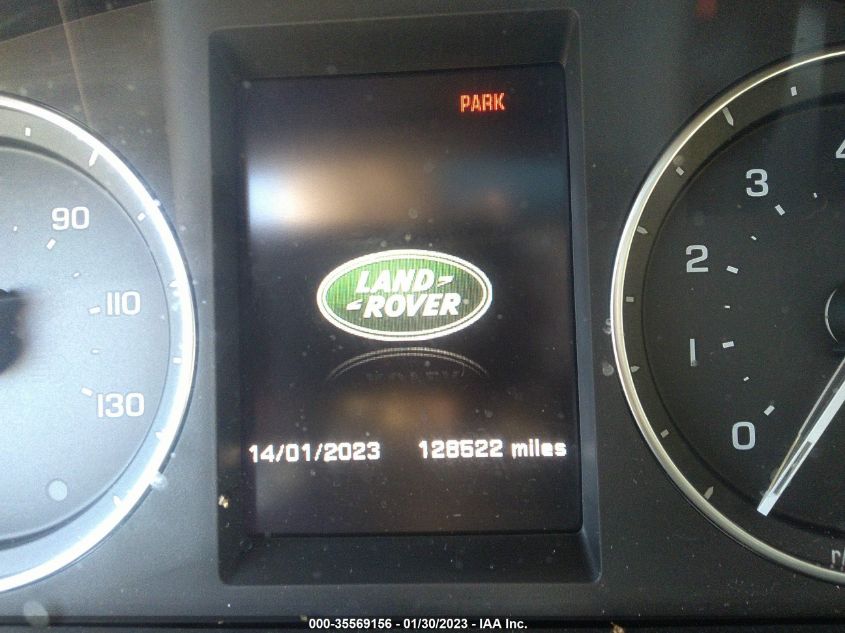 PARK
90
110
130
LAND-
-ROVER
14/01/2023 128522 miles
4
3
2
1
0
r/
000-35569156 - 01/30/2023 - IAA Inc.